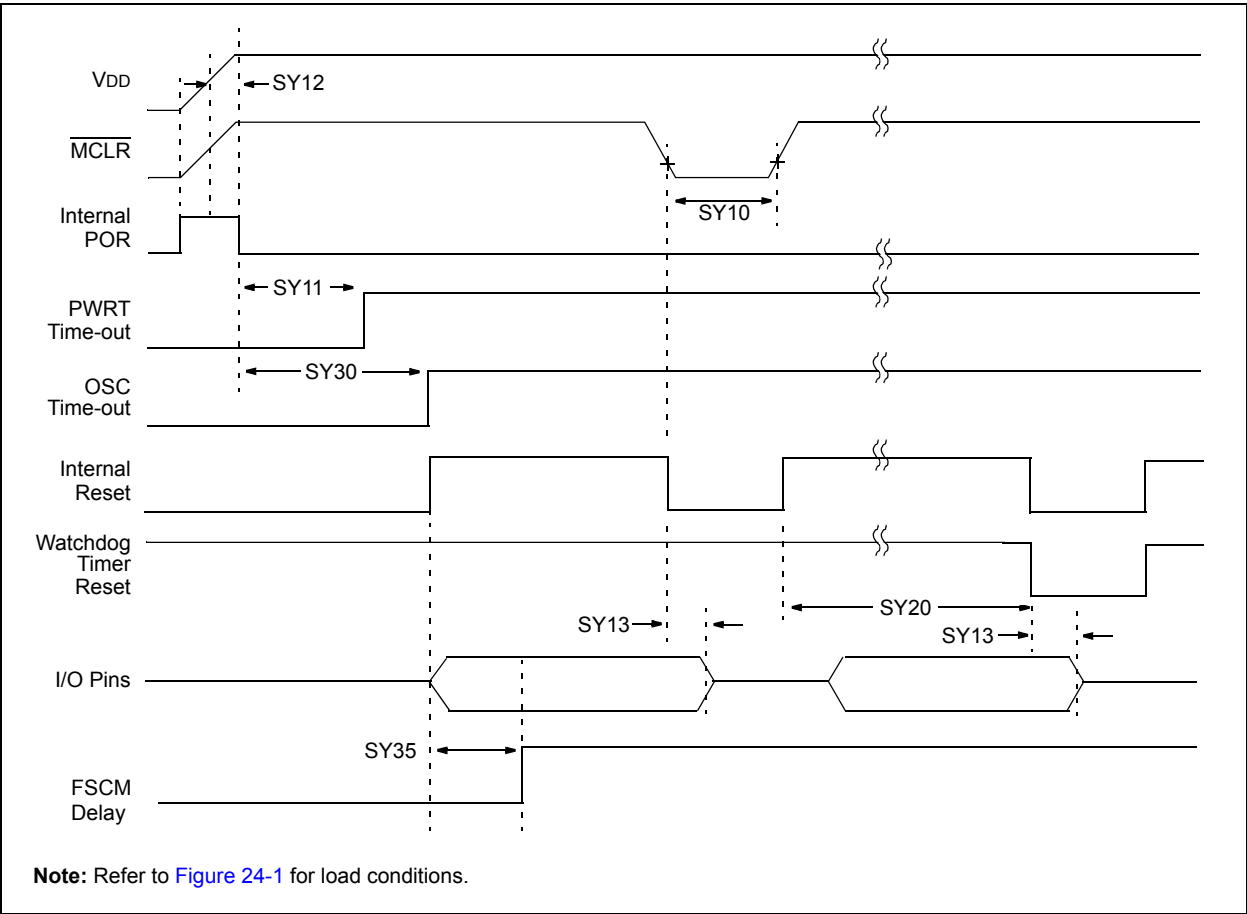 VDD
SY12
MCLR
SY10
Internal
POR
SY11
PWRT
Time-out
SY30
OSC
Time-out
Internal
Reset
Watchdog
Timer
Reset
SY20
SY13
SY13
I/O Pins
SY35
FSCM
Delay
Note: Refer to Figure 24-1 for load conditions.